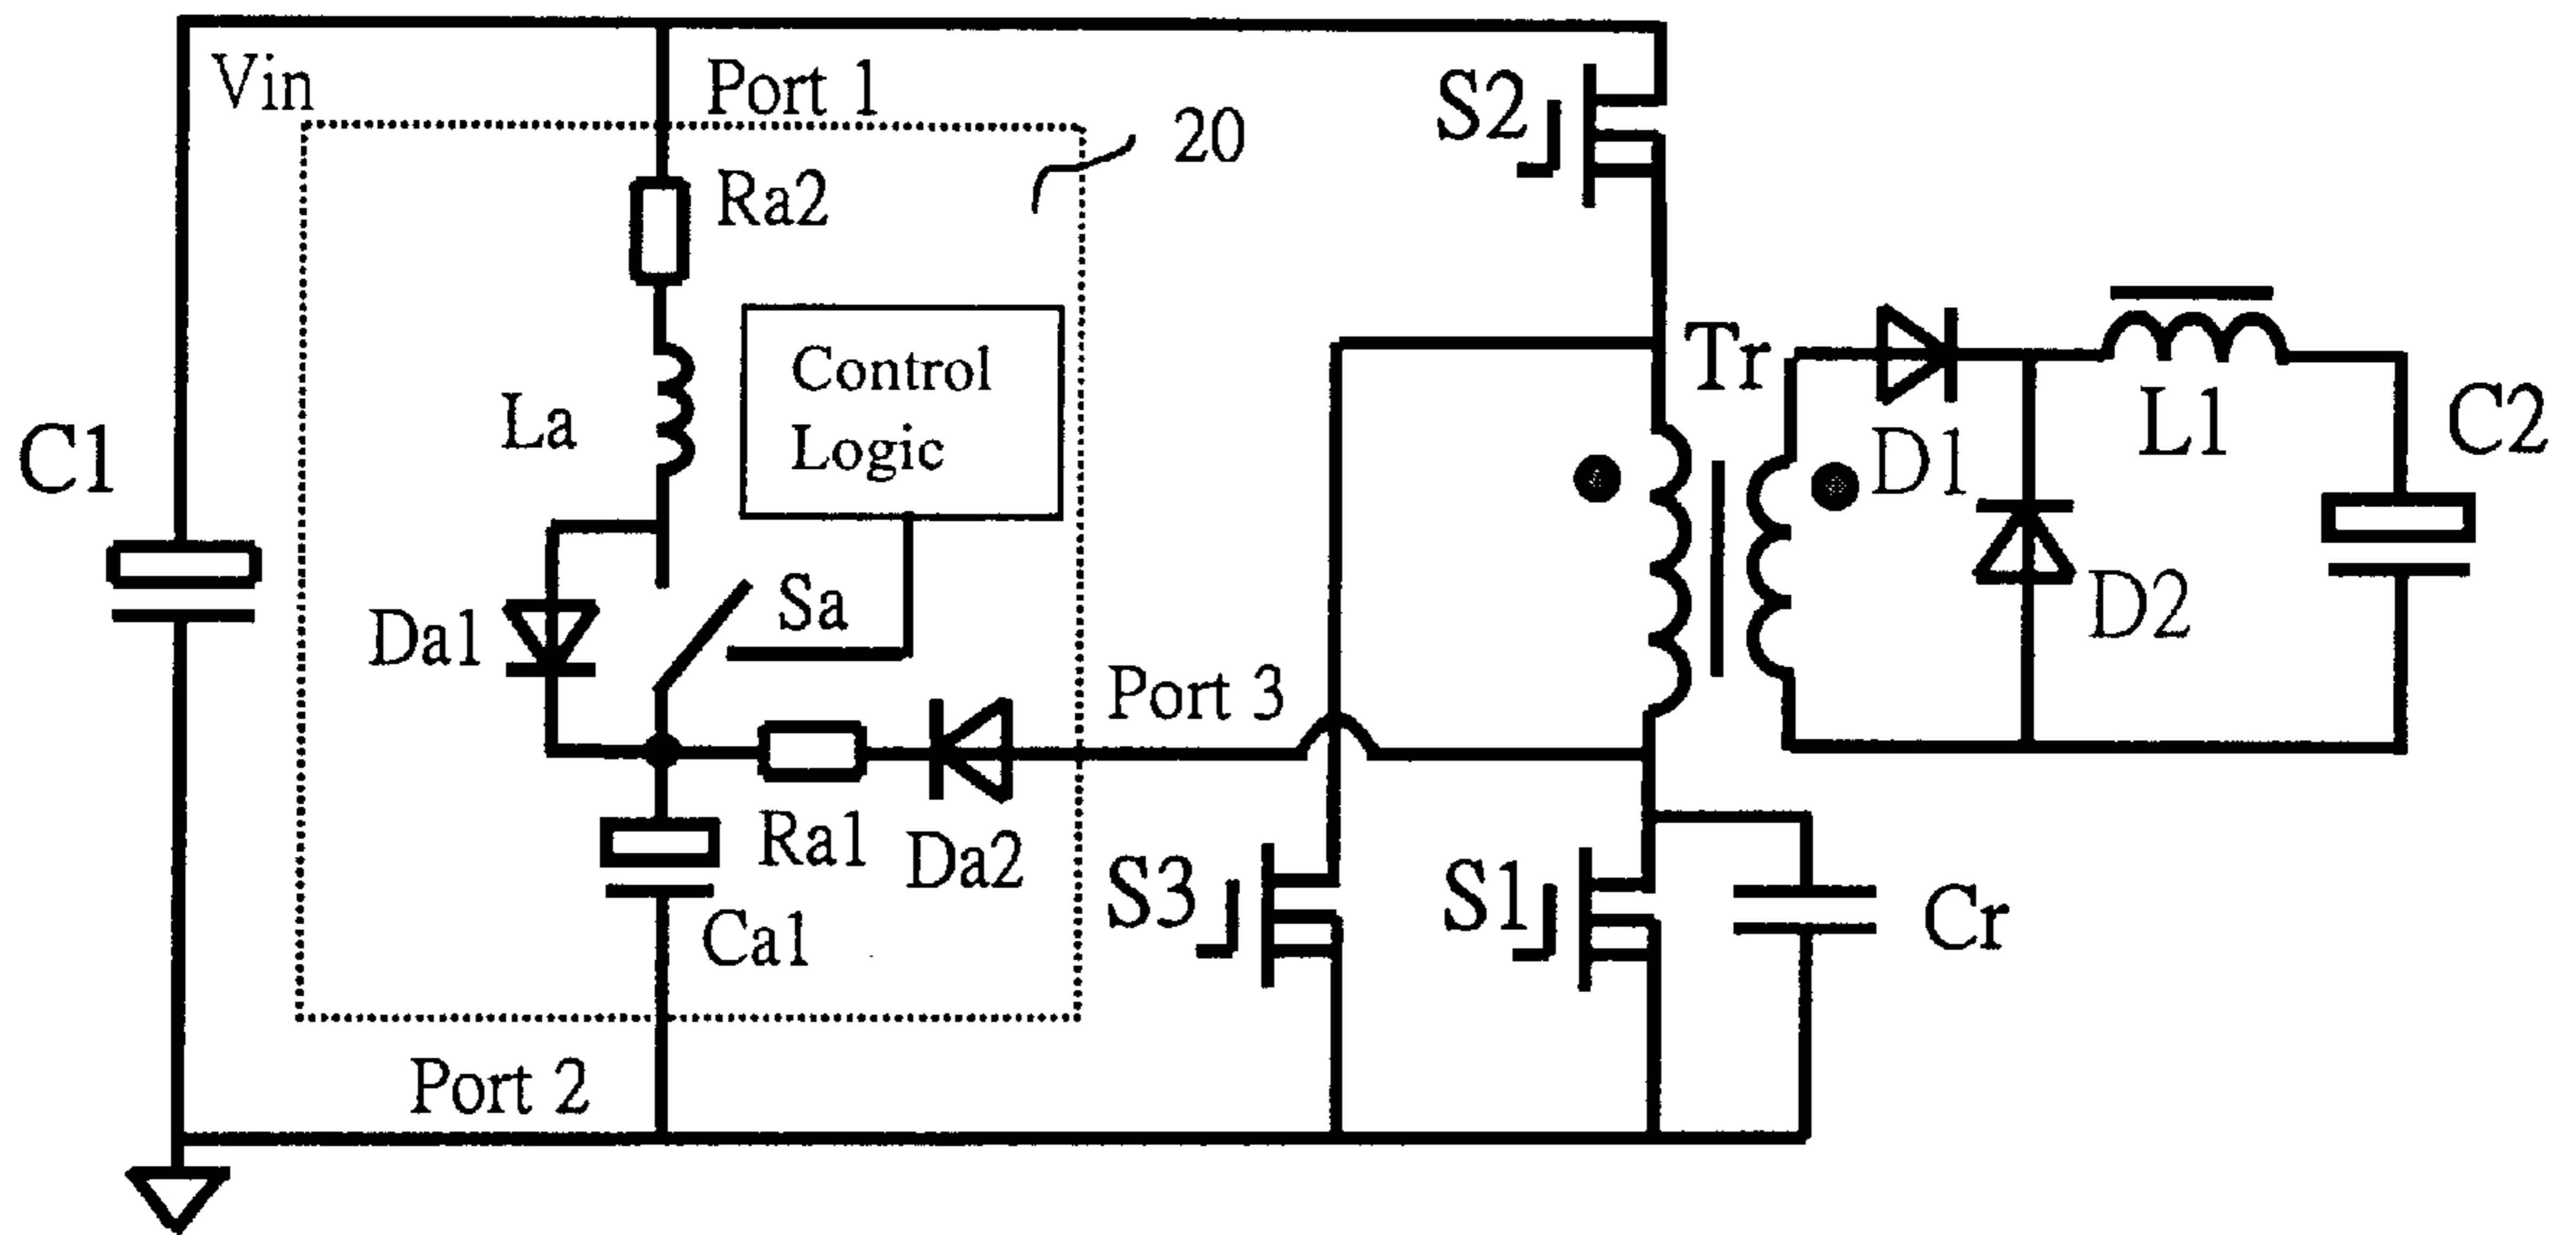 Vin
Port 1
20
S2
Ra2
Control
Logic
La
Tr
D1
L1
C2
C1
Da1
Sa
D2
Port 3
Ra1
Da2
Ca1
S3
S1
Cr
Port 2